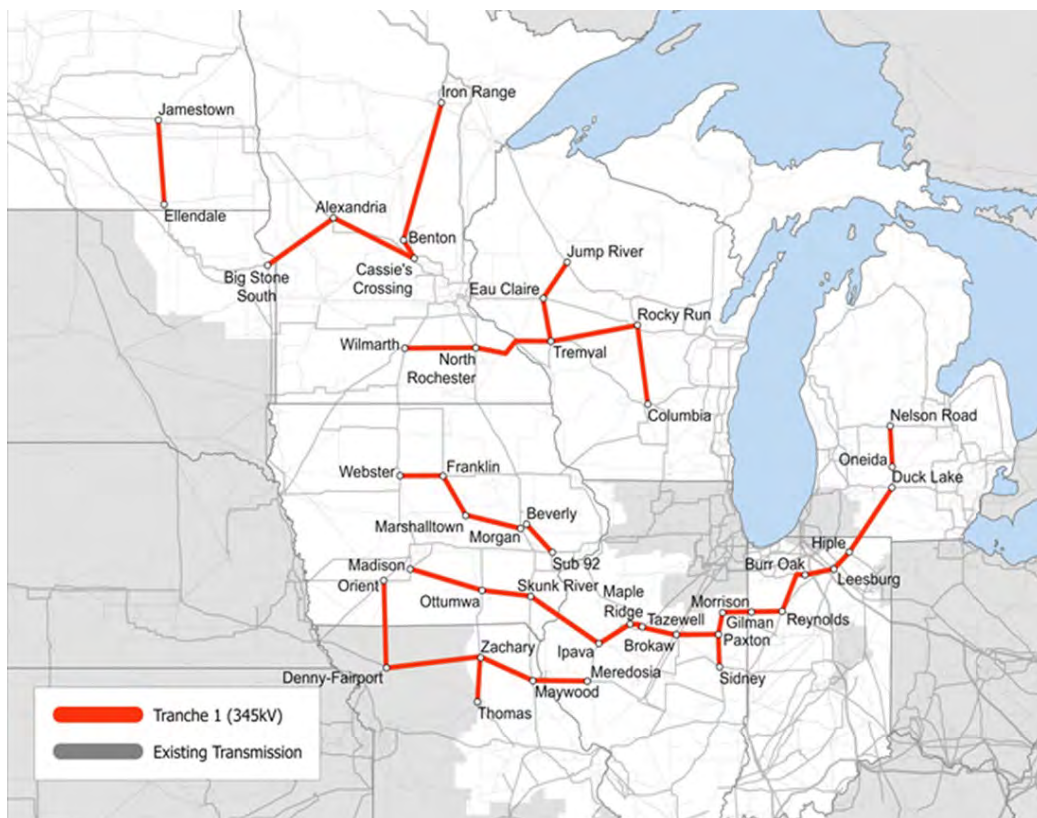 Iron Range
Jamestown
Ellendale
Alexandria
Benton
Big Stone
South
Cassie's
Crossing
Jump River
Eau Claire
Rocky Run
Wilmarth
North
Rochester
Tremval
Columbia
Nelson Road
Oneida
Duck Lake
Webster
Franklin
Marshalltown
Beverly
Morgan
Sub 92
Hiple
Burr Oak
Leesburg
Madison
Orient
Ottumwa
Skunk River
Maple
Ridge
Tazewell
Morrison
Gilman
Reynolds
Ipava
Brokaw
Paxton
Sidney
Zachary
Denny-Fairport
Meredosia
Maywood
Thomas
Tranche 1 (345kV)
Existing Transmission